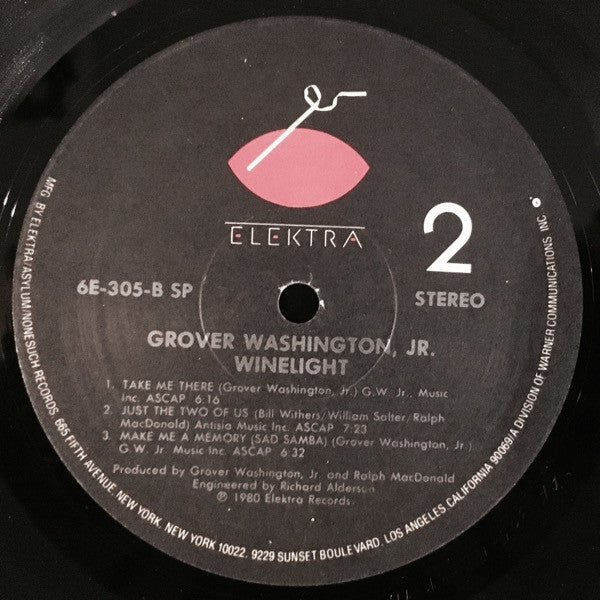 ELEKTRA
2
6E-305-B SP
STEREO
GROVER WASHINGTON, JR.
WINELIGHT
1. TAKE ME THERE (Grover Washington, Jr.) G.W. Jr., Music
Inc. ASCAP 6:16
2. JUST THE TWO OF US (Bill Withers/William Salter/Ralph
MacDonald) Antisia Music Inc. ASCAP 7:23
3. MAKE ME A MEMORY (SAD SAMBA) (Grover Washington, Jr.)
G.W. Jr. Music Inc. ASCAP 6:32
Produced by Grover Washington, Jr. and Ralph MacDonald
Engineered by Richard Alderson
℗ 1980 Elektra Records.
MFG. BY ELEKTRA/ASYLUM/NONESUCH RECORDS, 665 FIFTH AVENUE, NEW YORK, NEW YORK 10022. 9229 SUNSET BOULEVARD, LOS ANGELES, CALIFORNIA 90069/A DIVISION OF WARNER COMMUNICATIONS INC.